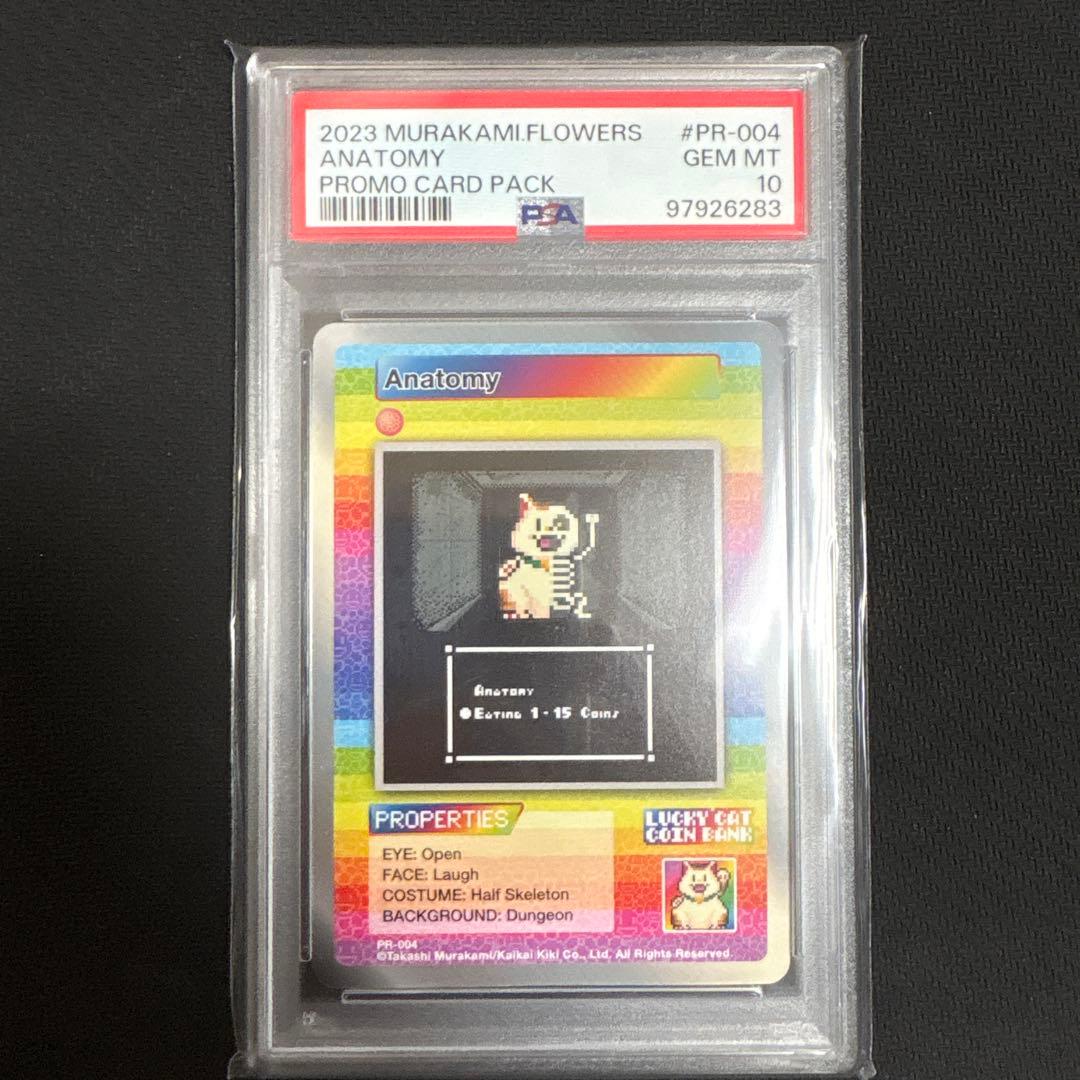 2023 MURAKAMI.FLOWERS #PR-004
ANATOMY GEM MT
PROMO CARD PACK 10
PSA 97926283
Anatomy
Anatomy
Eating 1-15 Coins
PROPERTIES
LUCKY CAT
COIN BANK
EYE: Open
FACE: Laugh
COSTUME: Half Skeleton
BACKGROUND: Dungeon
PR-004
©Takashi Murakami/Kaikai Kiki Co., Ltd. All Rights Reserved.